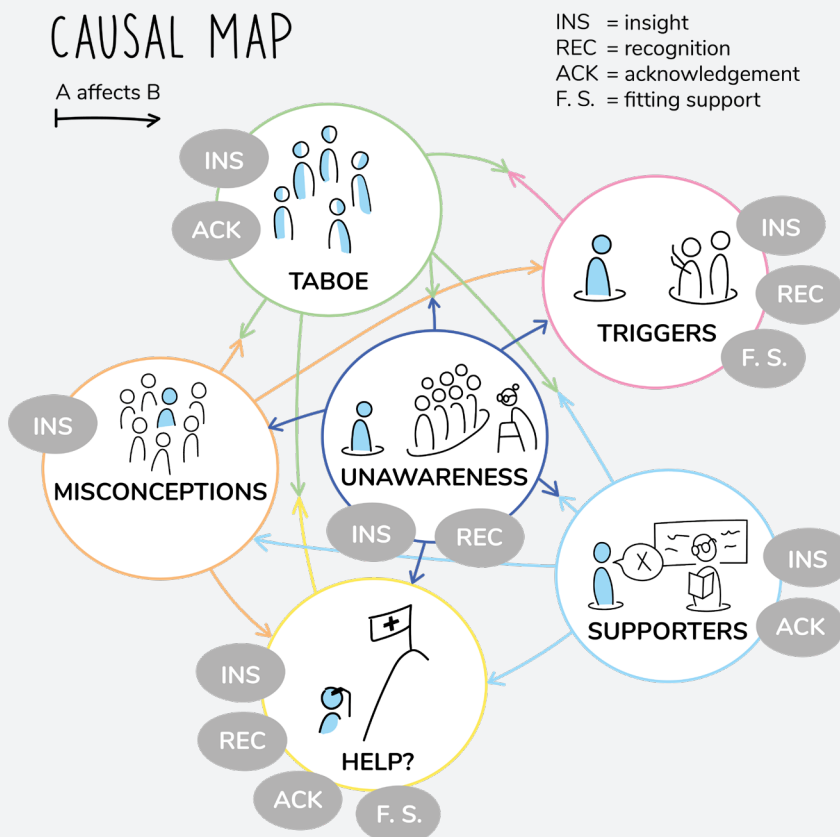 CAUSAL MAP
A affects B
INS = insight
REC = recognition
ACK = acknowledgement
F. S. = fitting support
INS
ACK
TABOE
INS
REC
F. S.
TRIGGERS
INS
MISCONCEPTIONS
UNAWARENESS
INS
REC
X
INS
ACK
SUPPORTERS
INS
REC
ACK
F. S.
HELP?